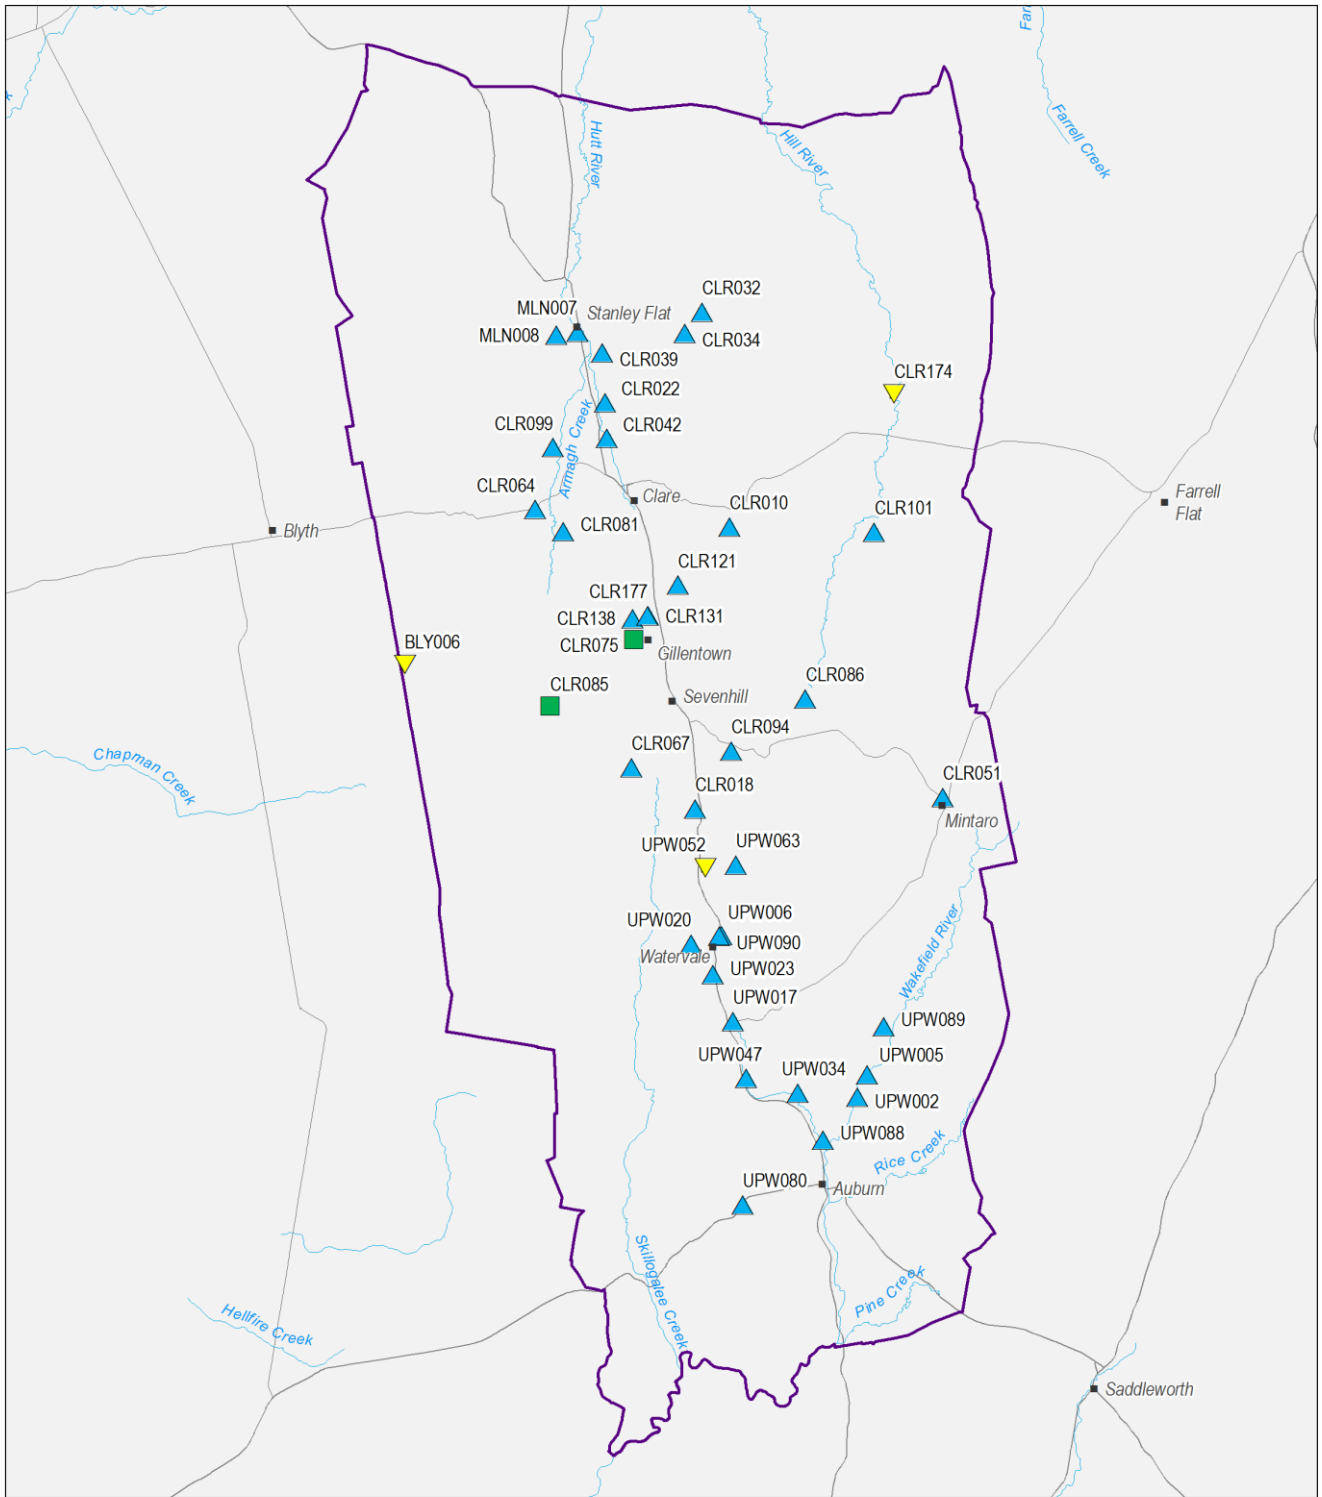 Far
Farrell Creek
Hutt River
Hill River
CLR032
MLN007
Stanley Flat
MLN008
CLR034
CLR039
CLR174
CLR022
CLR099
CLR042
Armagh Creek
CLR064
Clare
CLR010
Farrell
Flat
CLR101
Blyth
CLR081
CLR121
CLR177
CLR138
CLR131
CLR075
Gillentown
BLY006
CLR086
CLR085
Sevenhill
CLR094
CLR067
Chapman Creek
CLR051
CLR018
Mintaro
UPW052
UPW063
UPW006
UPW020
UPW090
Watervale
UPW023
Wakefield River
UPW017
UPW089
UPW047
UPW034
UPW005
UPW002
UPW088
Rice Creek
UPW080
Auburn
Skillogalee Creek
Pine Creek
Hellfire Creek
Saddleworth